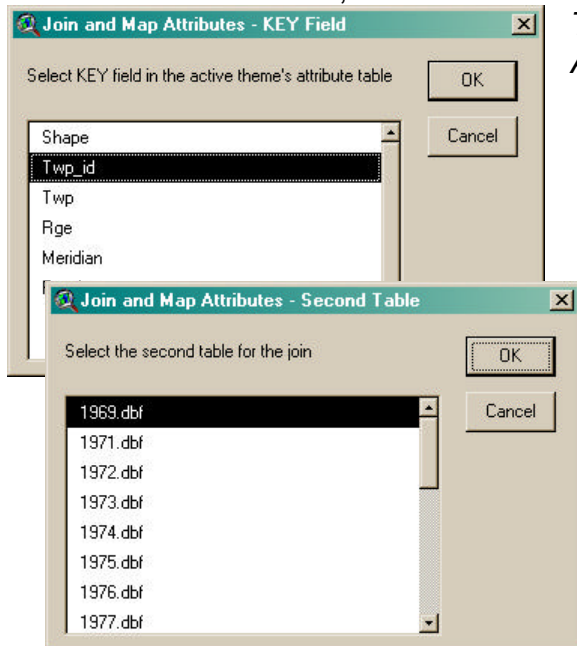 Join and Map Attributes - KEY Field
Select KEY field in the active theme's attribute table
OK
Cancel
Shape
Twp_id
Twp
Rge
Meridian
Join and Map Attributes - Second Table
Select the second table for the join
OK
Cancel
1969.dbf
1971.dbf
1972.dbf
1973.dbf
1974.dbf
1975.dbf
1976.dbf
1977.dbf